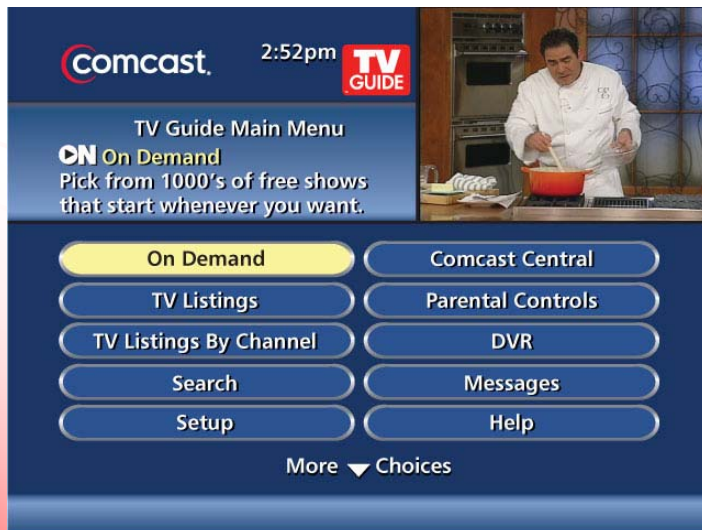 comcast.
2:52pm
TV
GUIDE
TV Guide Main Menu
ON On Demand
Pick from 1000's of free shows
that start whenever you want.
On Demand
Comcast Central
TV Listings
Parental Controls
TV Listings By Channel
DVR
Search
Messages
Setup
Help
More Choices